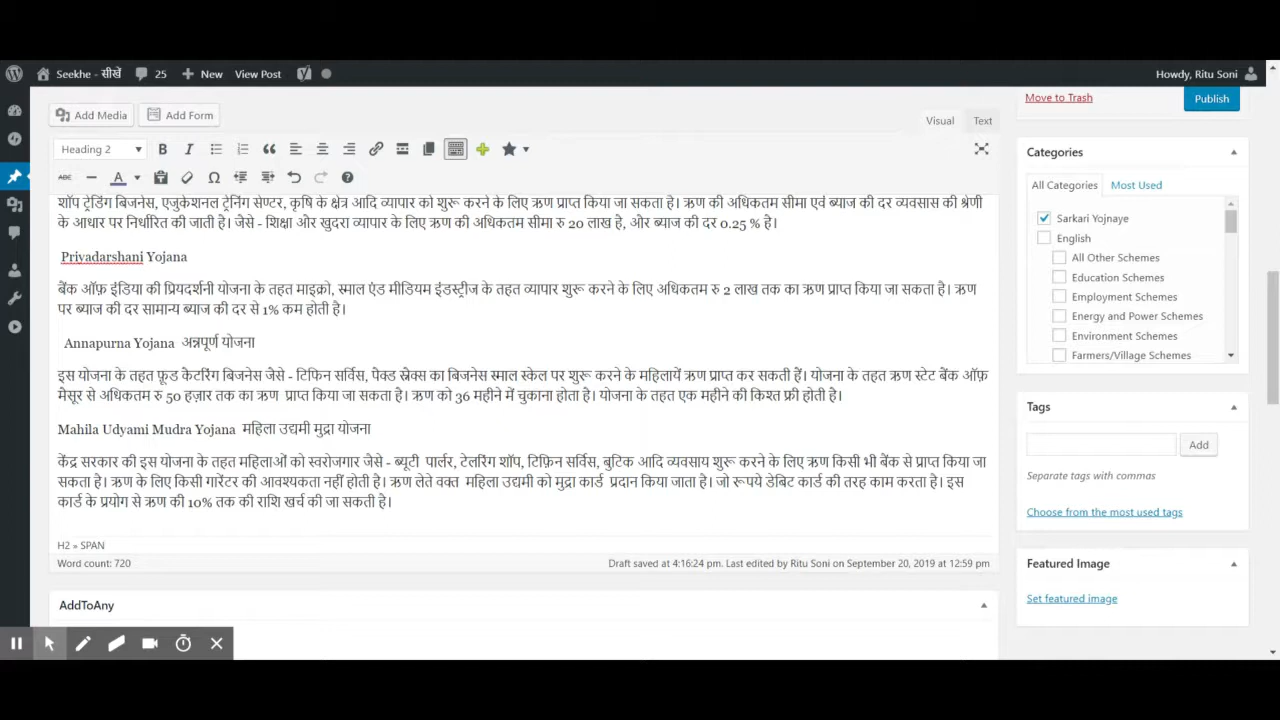 Seekhe - सीखें
25
New
View Post
Howdy, Ritu Soni
Add Media
Add Form
Visual
Text
Move to Trash
Publish
Heading 2
Categories
All Categories
Most Used
शॉप ट्रेडिंग बिजनेस, एजुकेशनल ट्रेनिंग सेण्टर, कृषि के क्षेत्र आदि व्यापार को शुरू करने के लिए ऋण प्राप्त किया जा सकता है। ऋण की अधिकतम सीमा एवं ब्याज की दर व्यवसास की श्रेणी
के आधार पर निर्धारित की जाती है। जैसे - शिक्षा ओर खुदरा व्यापार के लिए ऋण की अधिकतम सीमा रु 20 लाख है, ओर ब्याज की दर 0.25 % है।
Priyadarshani Yojana
बैंक ऑफ़ इंडिया की प्रियदर्शनी योजना के तहत माइक्रो, स्माल एंड मीडियम इंडस्ट्रीज के तहत व्यापार शुरू करने के लिए अधिकतम रु 2 लाख तक का ऋण प्राप्त किया जा सकता है। ऋण
पर ब्याज की दर सामान्य ब्याज की दर से 1% कम होती है।
Annapurna Yojana अन्नपूर्ण योजना
इस योजना के तहत फ़ूड कैटरिंग बिजनेस जैसे - टिफिन सर्विस, पेक्ड स्नेक्स का बिजनेस स्माल स्केल पर शुरू करने के महिलायें ऋण प्राप्त कर सकती हैं। योजना के तहत ऋण स्टेट बैंक ऑफ़
मैसूर से अधिकतम रु 50 हज़ार तक का ऋण प्राप्त किया जा सकता है। ऋण को 36 महीने में चुकाना होता है। योजना के तहत एक महीने की किश्त फ्री होती है।
Mahila Udyami Mudra Yojana महिला उद्यमी मुद्रा योजना
केंद्र सरकार की इस योजना के तहत महिलाओं को स्वरोजगार जैसे - ब्यूटी पार्लर, टेलरिंग शॉप, टिफ़िन सर्विस, बुटिक आदि व्यवसाय शुरू करने के लिए ऋण किसी भी बैंक से प्राप्त किया जा
सकता है। ऋण के लिए किसी गारेंटर की आवश्यकता नहीं होती है। ऋण लेते वक्त महिला उद्यमी को मुद्रा कार्ड प्रदान किया जाता है। जो रूपये डेबिट कार्ड की तरह काम करता है। इस
कार्ड के प्रयोग से ऋण की 10% तक की राशि खर्च की जा सकती है।
H2 » SPAN
Word count: 720
Draft saved at 4:16:24 pm. Last edited by Ritu Soni on September 20, 2019 at 12:59 pm
AddToAny
Sarkari Yojnaye
English
All Other Schemes
Education Schemes
Employment Schemes
Energy and Power Schemes
Environment Schemes
Farmers/Village Schemes
Tags
Add
Separate tags with commas
Choose from the most used tags
Featured Image
Set featured image